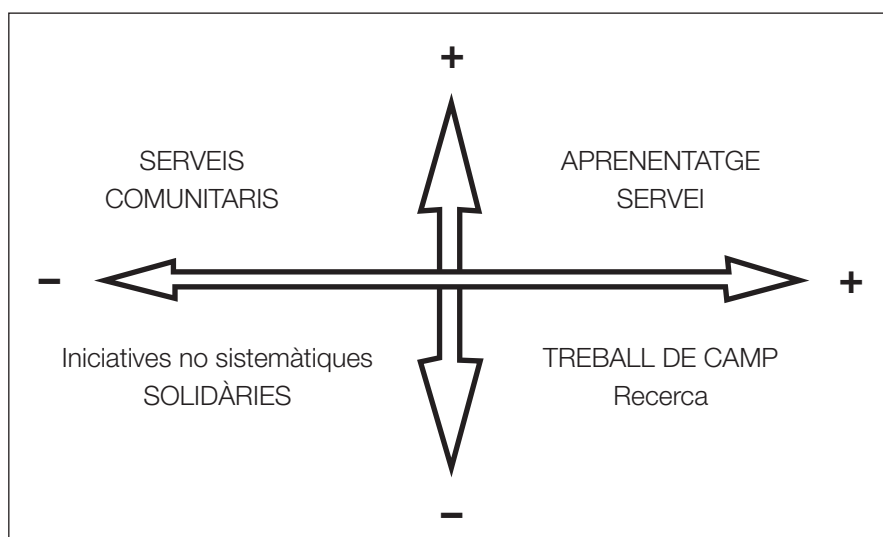 +
SERVEIS
COMUNITARIS
APRENENTATGE
SERVEI
–
+
Iniciatives no sistemàtiques
SOLIDÀRIES
TREBALL DE CAMP
Recerca
–